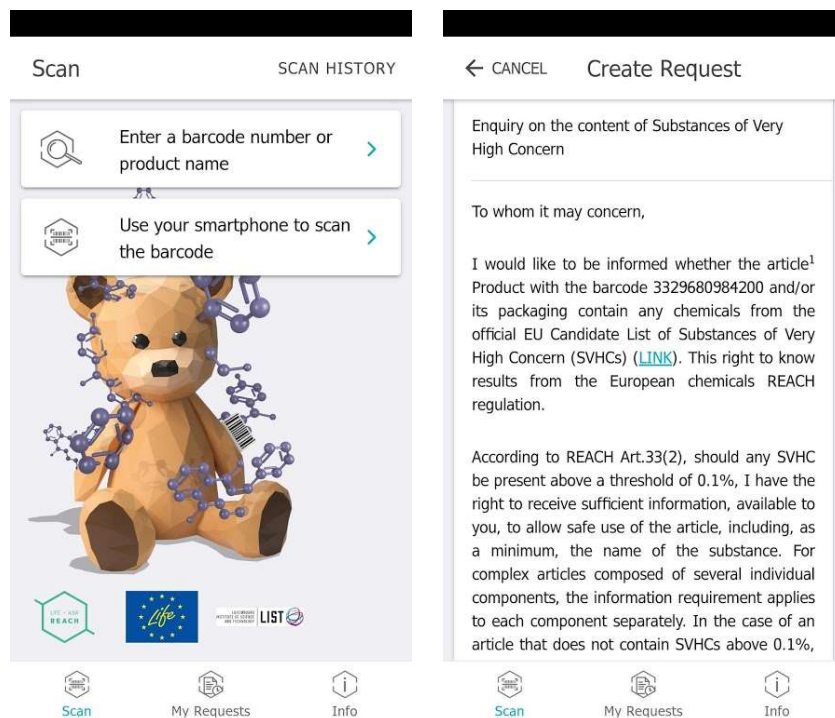 Scan
SCAN HISTORY
Enter a barcode number or
product name
Use your smartphone to scan
the barcode
LIFE • ASK
REACH
Life
LUXEMBOURG
INSTITUTE OF SCIENCE
AND TECHNOLOGY
LIST
Scan
My Requests
Info
← CANCEL
Create Request
Enquiry on the content of Substances of Very
High Concern
To whom it may concern,
I would like to be informed whether the article¹
Product with the barcode 3329680984200 and/or
its packaging contain any chemicals from the
official EU Candidate List of Substances of Very
High Concern (SVHCs) (LINK). This right to know
results from the European chemicals REACH
regulation.
According to REACH Art.33(2), should any SVHC
be present above a threshold of 0.1%, I have the
right to receive sufficient information, available to
you, to allow safe use of the article, including, as
a minimum, the name of the substance. For
complex articles composed of several individual
components, the information requirement applies
to each component separately. In the case of an
article that does not contain SVHCs above 0.1%,
Scan
My Requests
Info